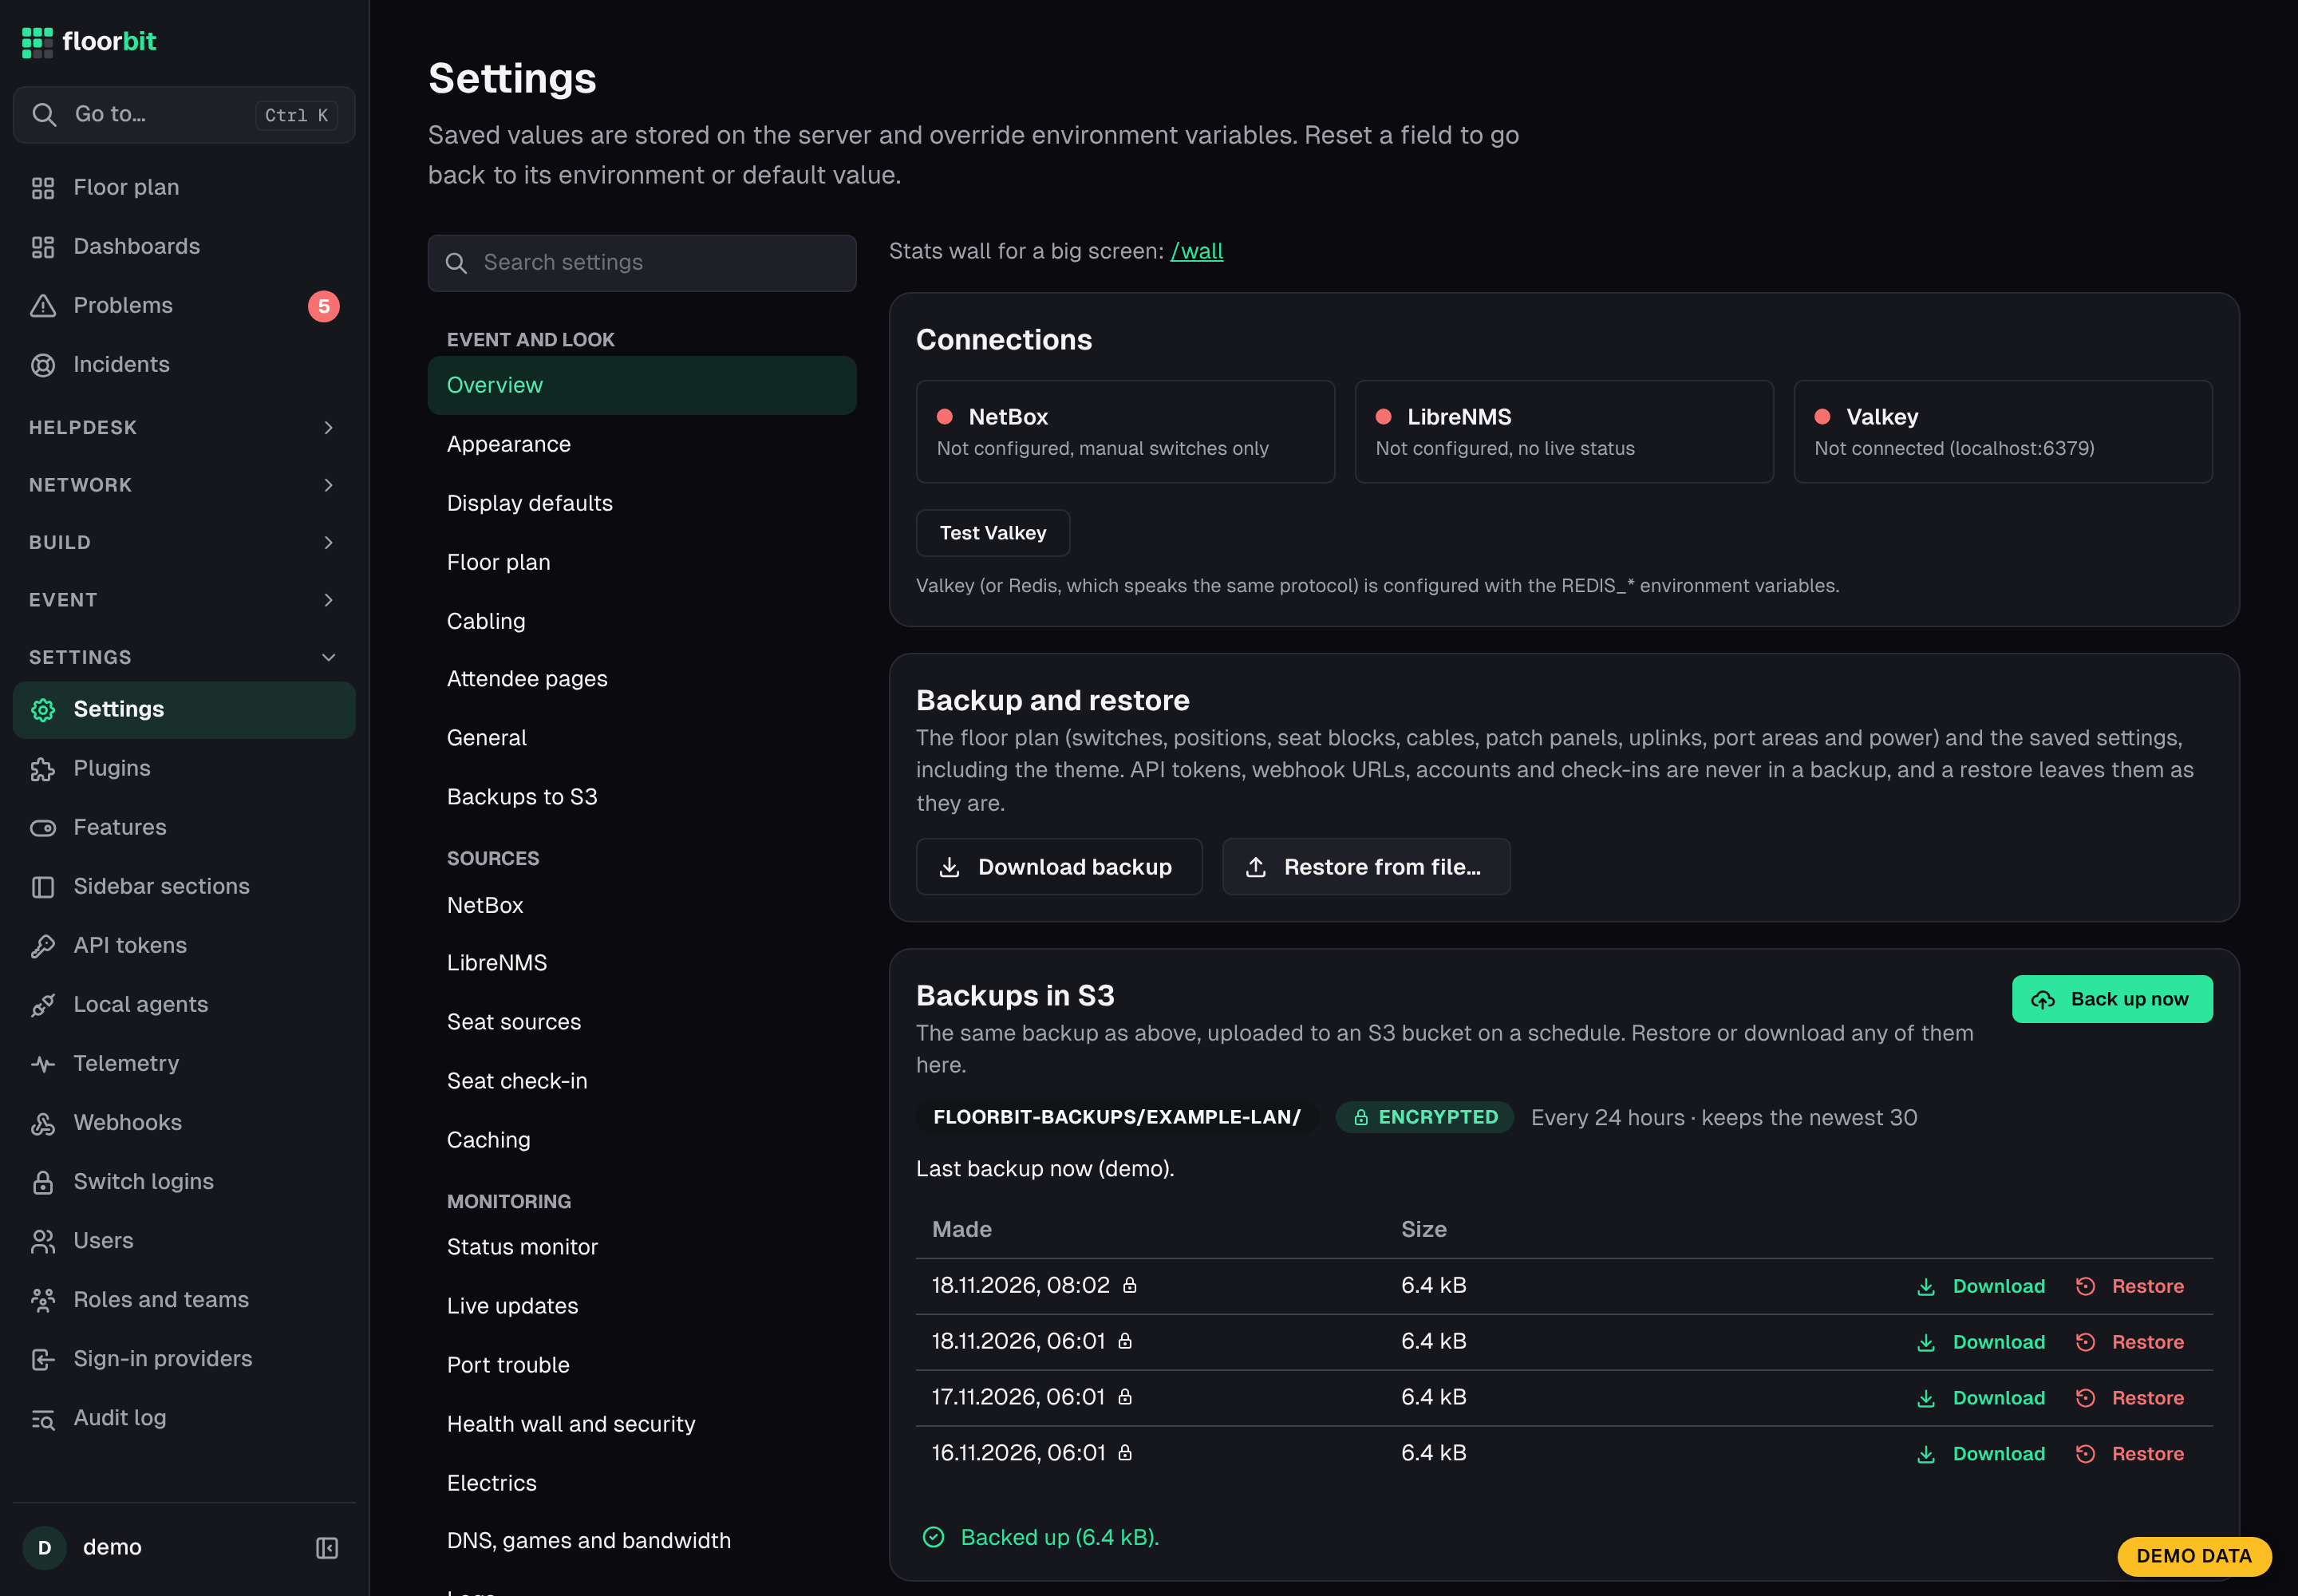 floorbit
Go to...
Ctrl K
Floor plan
Dashboards
Problems
5
Incidents
HELPDESK
NETWORK
BUILD
EVENT
SETTINGS
Settings
Plugins
Features
Sidebar sections
API tokens
Local agents
Telemetry
Webhooks
Switch logins
Users
Roles and teams
Sign-in providers
Audit log
D
demo
Settings
Saved values are stored on the server and override environment variables. Reset a field to go
back to its environment or default value.
Search settings
EVENT AND LOOK
Overview
Appearance
Display defaults
Floor plan
Cabling
Attendee pages
General
Backups to S3
SOURCES
NetBox
LibreNMS
Seat sources
Seat check-in
Caching
MONITORING
Status monitor
Live updates
Port trouble
Health wall and security
Electrics
DNS, games and bandwidth
Stats wall for a big screen: /wall
Connections
NetBox
Not configured, manual switches only
LibreNMS
Not configured, no live status
Valkey
Not connected (localhost:6379)
Test Valkey
Valkey (or Redis, which speaks the same protocol) is configured with the REDIS_* environment variables.
Backup and restore
The floor plan (switches, positions, seat blocks, cables, patch panels, uplinks, port areas and power) and the saved settings,
including the theme. API tokens, webhook URLs, accounts and check-ins are never in a backup, and a restore leaves them as
they are.
Download backup
Restore from file...
Backups in S3
Back up now
The same backup as above, uploaded to an S3 bucket on a schedule. Restore or download any of them
here.
FLOORBIT-BACKUPS/EXAMPLE-LAN/
ENCRYPTED
Every 24 hours · keeps the newest 30
Last backup now (demo).
Made Size
18.11.2026, 08:02 6.4 kB Download Restore
18.11.2026, 06:01 6.4 kB Download Restore
17.11.2026, 06:01 6.4 kB Download Restore
16.11.2026, 06:01 6.4 kB Download Restore
Backed up (6.4 kB).
DEMO DATA